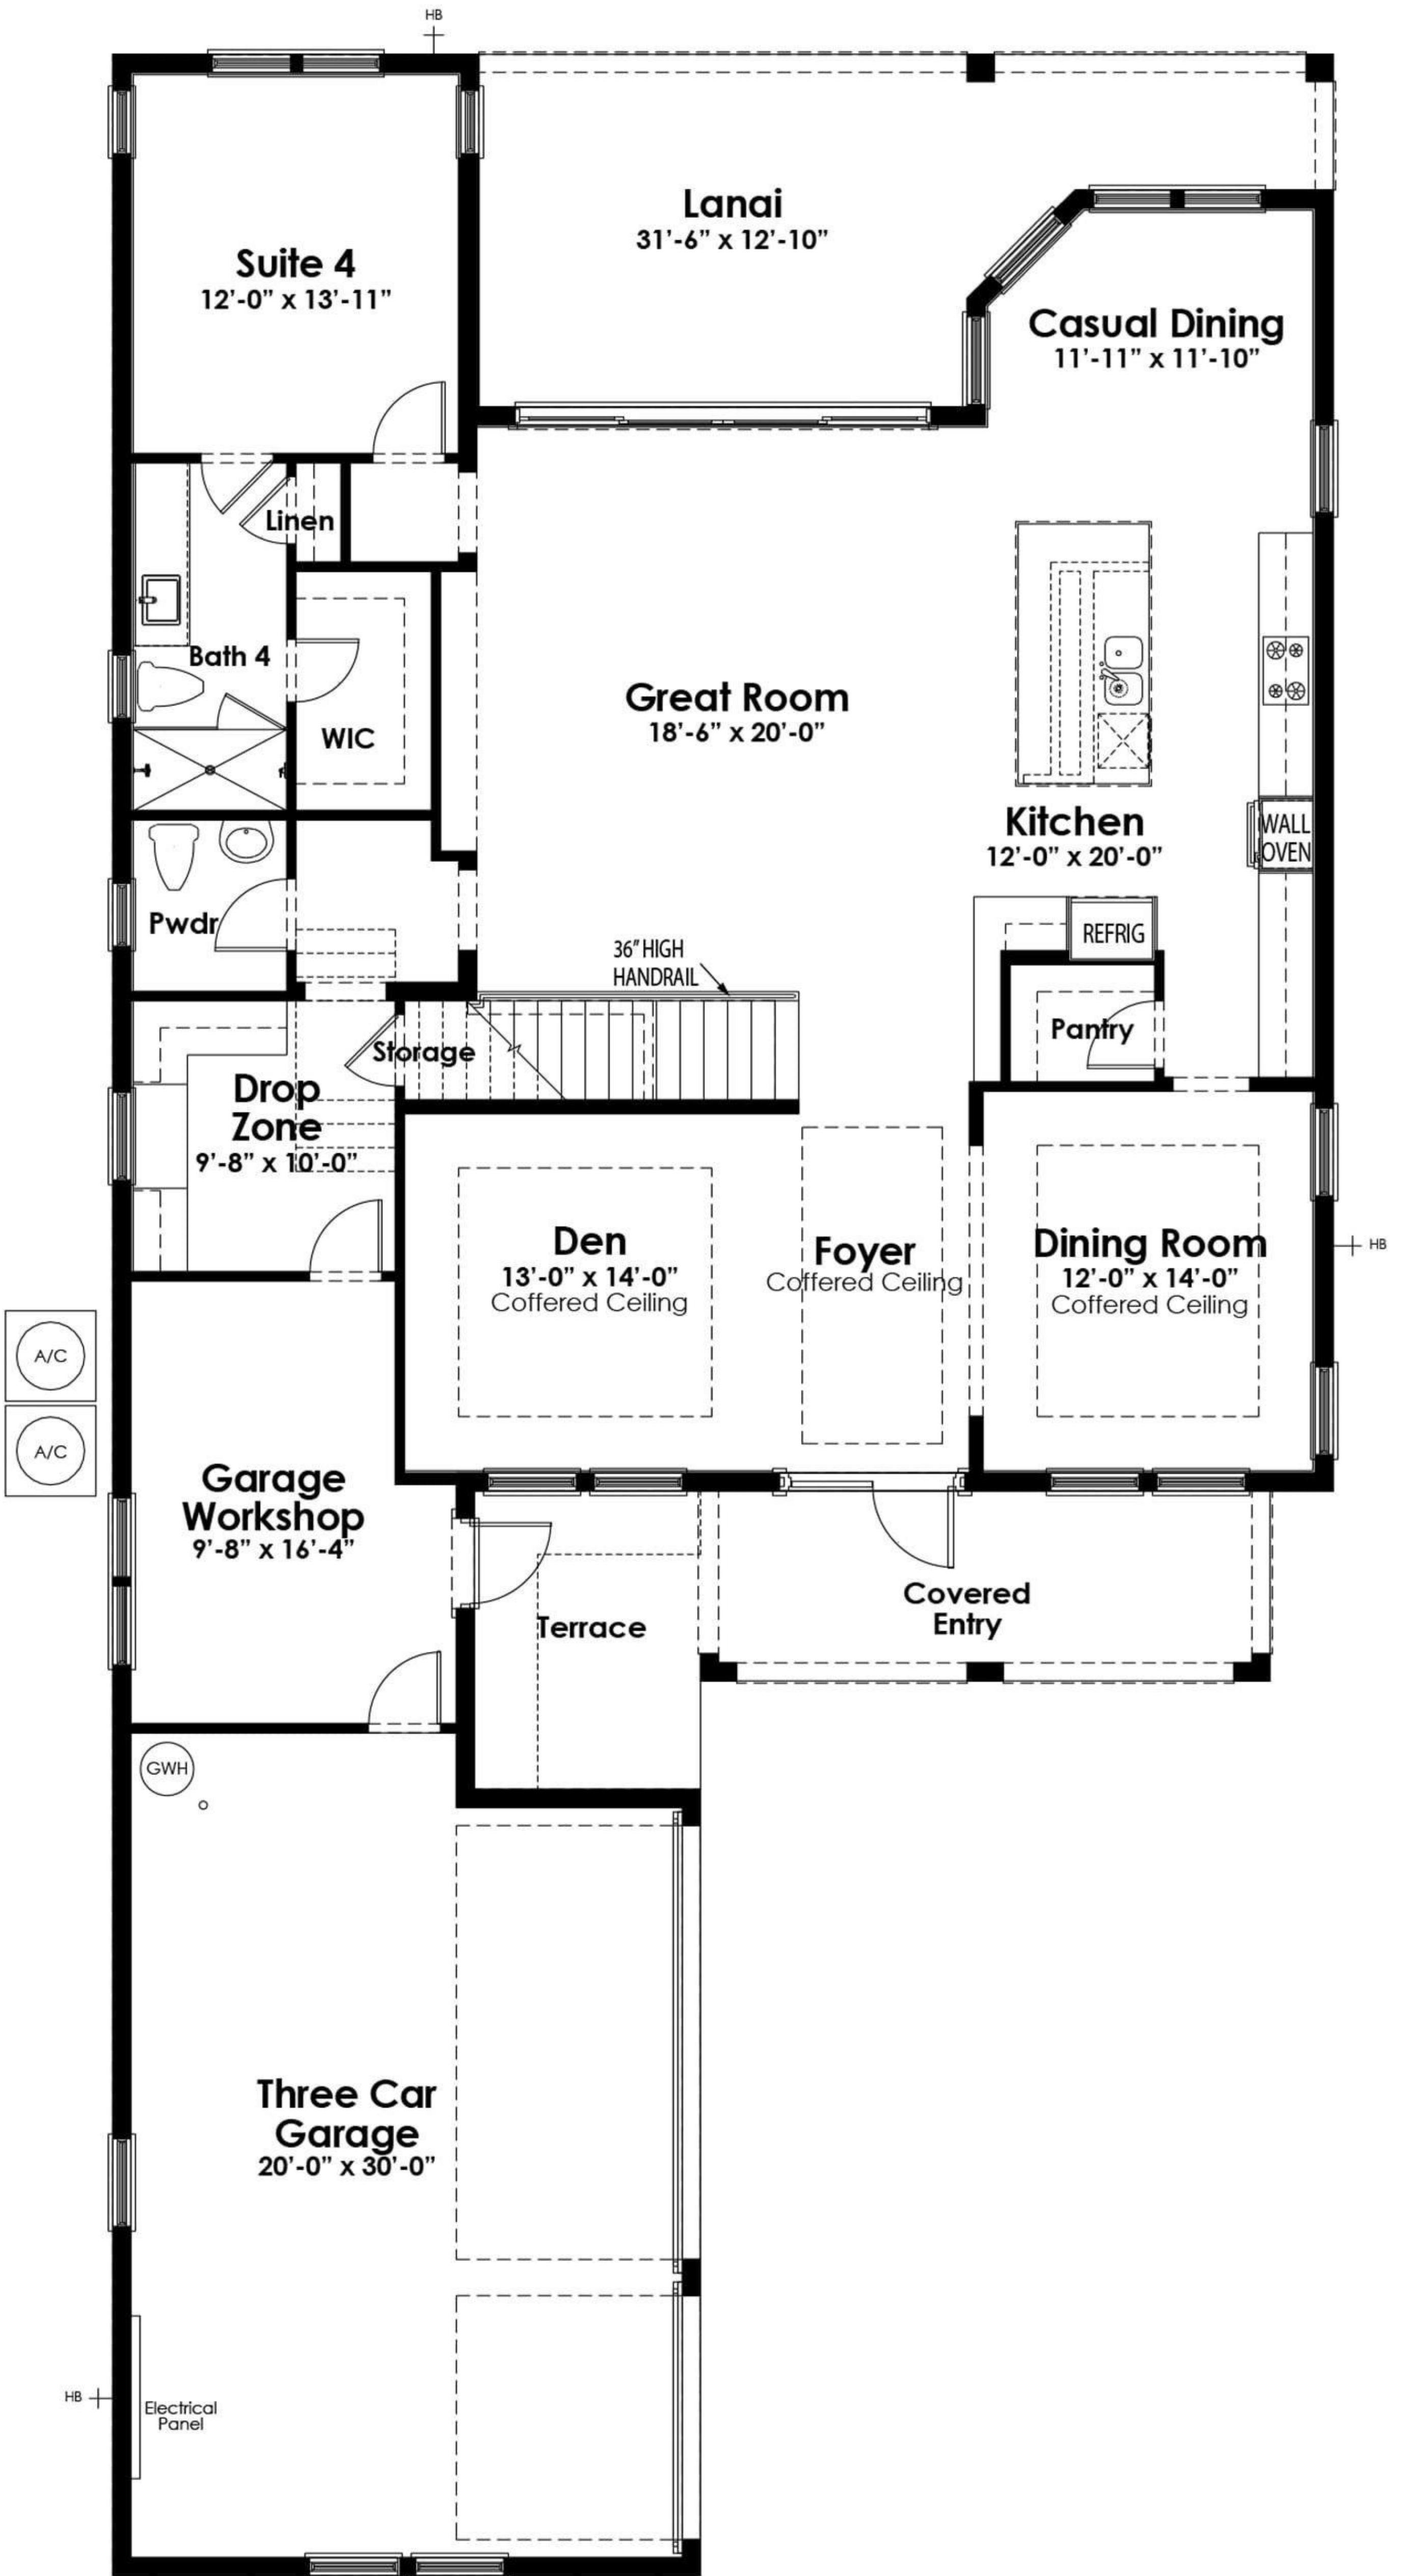 HB
Lanai
31'-6” x 12'-10”
Suite 4
12'-0” x 13'-11”
Casual Dining
11'-11” x 11'-10”
Linen
Bath 4
WIC
Great Room
18'-6” x 20'-0”
Kitchen
12'-0” x 20'-0”
WALL
OVEN
Pwdr
REFRIG
36” HIGH
HANDRAIL
Pantry
Storage
Drop
Zone
9'-8” x 10'-0”
Den
13'-0” x 14'-0”
Coffered Ceiling
Foyer
Coffered Ceiling
Dining Room
12'-0” x 14'-0”
Coffered Ceiling
HB
A/C
A/C
Garage
Workshop
9'-8” x 16'-4”
Terrace
Covered
Entry
GWH
Three Car
Garage
20'-0” x 30'-0”
HB
Electrical
Panel